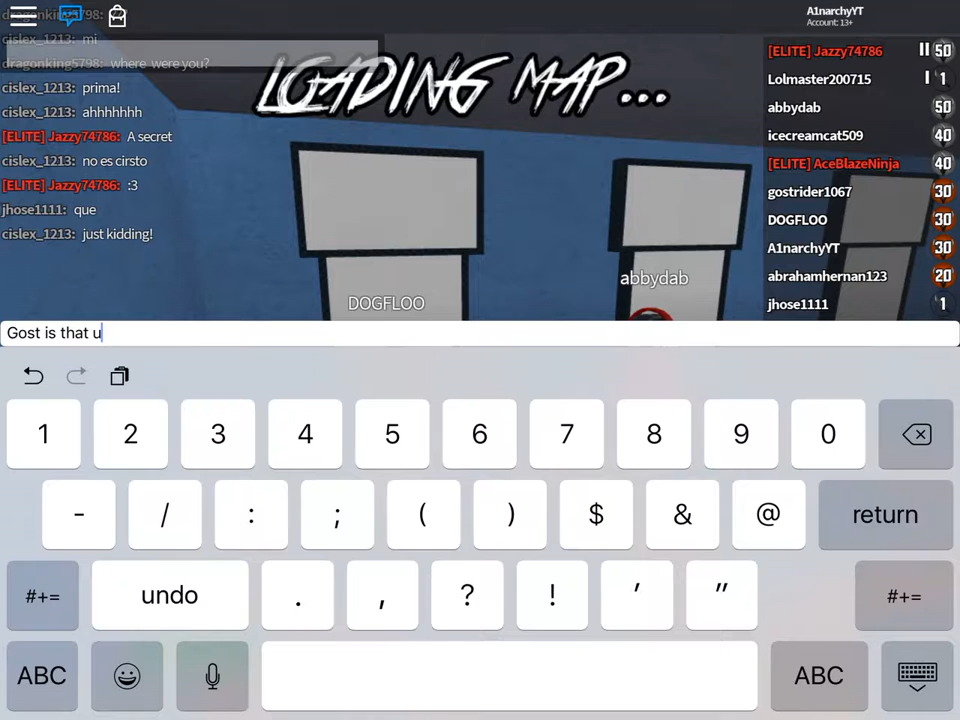 dragonking5798:
cislex_1213: mi
dragonking5798: where were you?
cislex_1213: prima!
cislex_1213: ahhhhhhh
[ELITE] Jazzy74786: A secret
cislex_1213: no es cirsto
[ELITE] Jazzy74786: :3
jhose1111: que
cislex_1213: just kidding!
LOADING MAP...
A1narchyYT
Account: 13+
[ELITE] Jazzy74786 50
Lolmaster200715 1
abbydab 50
icecreamcat509 40
[ELITE] AceBlazeNinja 40
gostrider1067 30
DOGFLOO 30
A1narchyYT 30
abrahamhernan123 20
jhose1111 1
DOGFLOO
abbydab
Gost is that u
1 2 3 4 5 6 7 8 9 0
- / : ; ( ) $ & @ return
#+= undo . , ? ! ' " #+=
ABC ABC